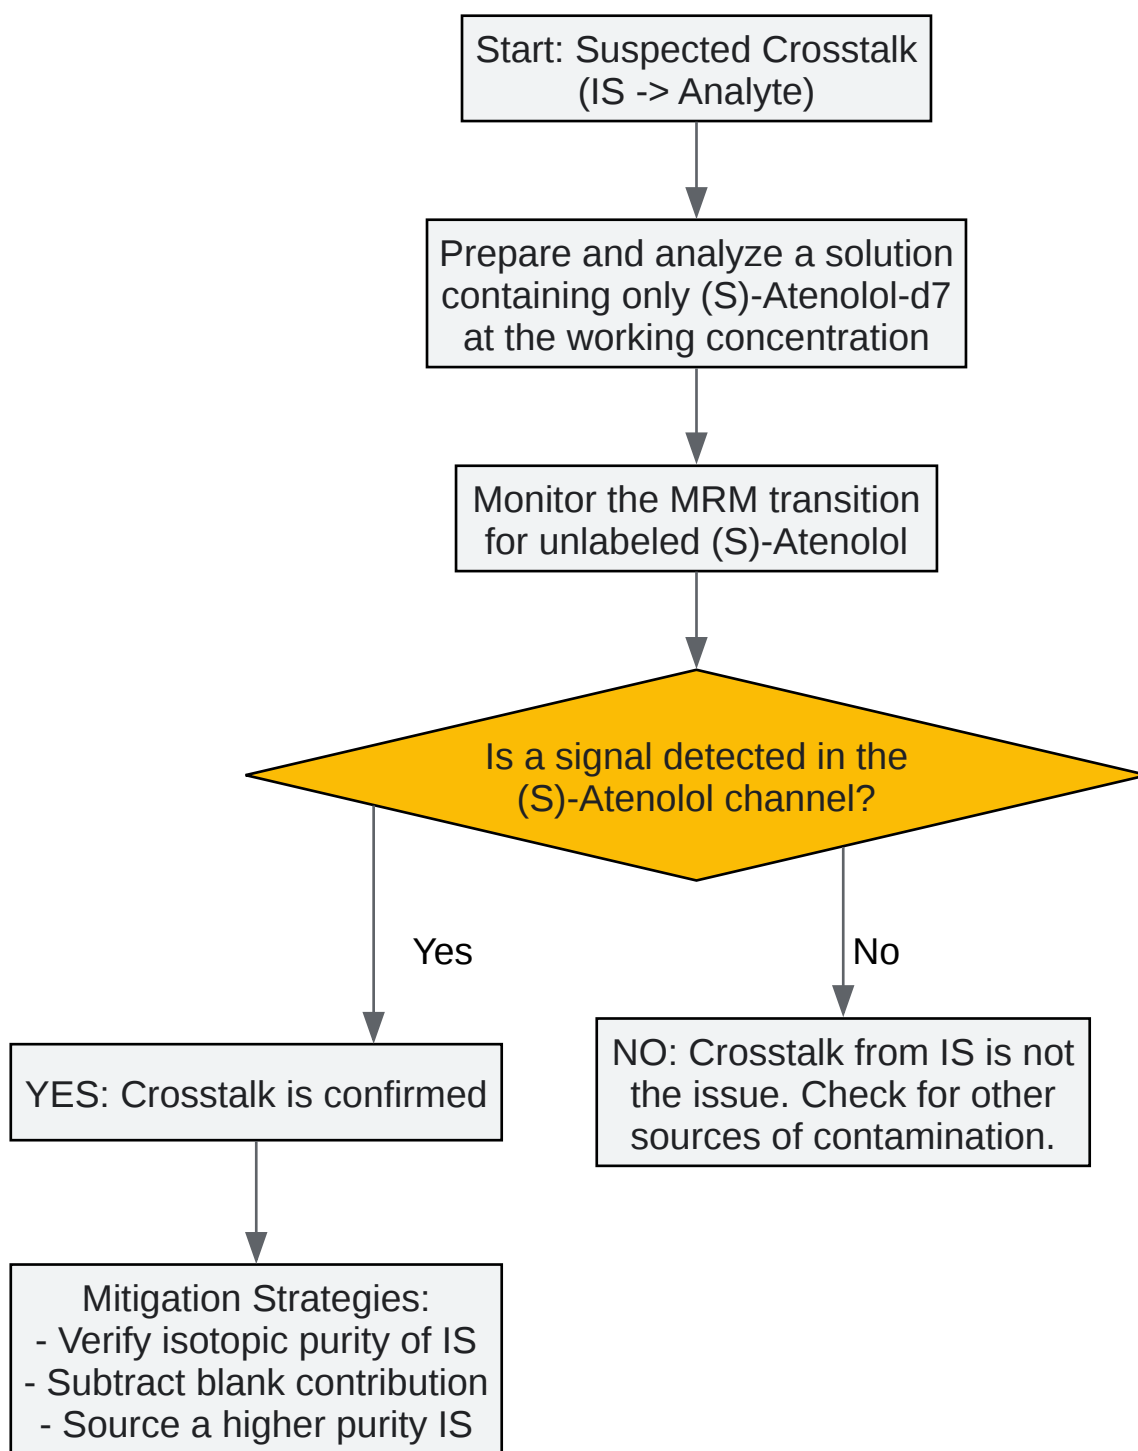 Start: Suspected Crosstalk
(IS -> Analyte)
Prepare and analyze a solution
containing only (S)-Atenolol-d7
at the working concentration
Monitor the MRM transition
for unlabeled (S)-Atenolol
Is a signal detected in the
(S)-Atenolol channel?
Yes
No
YES: Crosstalk is confirmed
NO: Crosstalk from IS is not
the issue. Check for other
sources of contamination.
Mitigation Strategies:
- Verify isotopic purity of IS
- Subtract blank contribution
- Source a higher purity IS